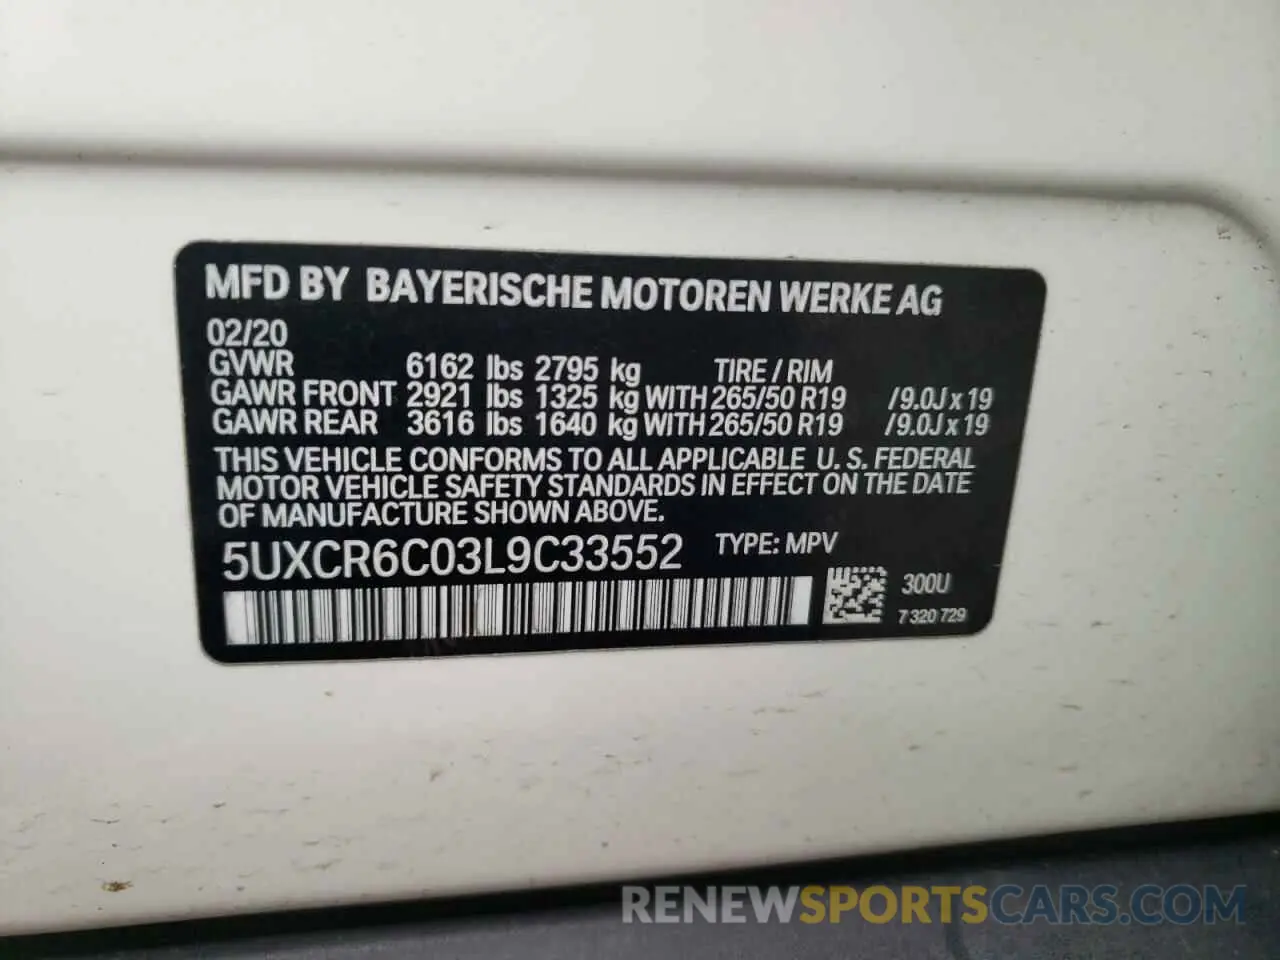 MFD BY BAYERISCHE MOTOREN WERKE AG
02/20
GVWR 6162 lbs 2795 kg TIRE / RIM
GAWR FRONT 2921 lbs 1325 kg WITH 265/50 R19 /9.0J x 19
GAWR REAR 3616 lbs 1640 kg WITH 265/50 R19 /9.0J x 19
THIS VEHICLE CONFORMS TO ALL APPLICABLE U. S. FEDERAL
MOTOR VEHICLE SAFETY STANDARDS IN EFFECT ON THE DATE
OF MANUFACTURE SHOWN ABOVE.
5UXCR6C03L9C33552 TYPE: MPV
300U
7 320 729
RENEWSPORTSCARS.COM